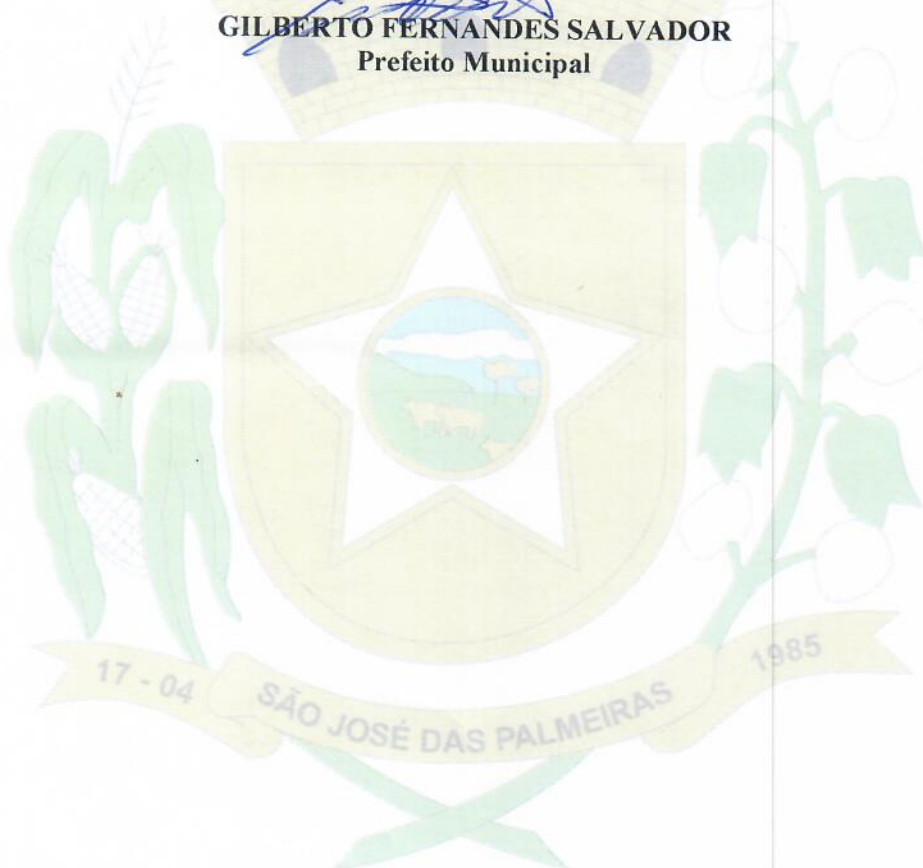 GILBERTO FERNANDES SALVADOR
Prefeito Municipal
17 - 04
SÃO JOSÉ DAS PALMEIRAS
1985